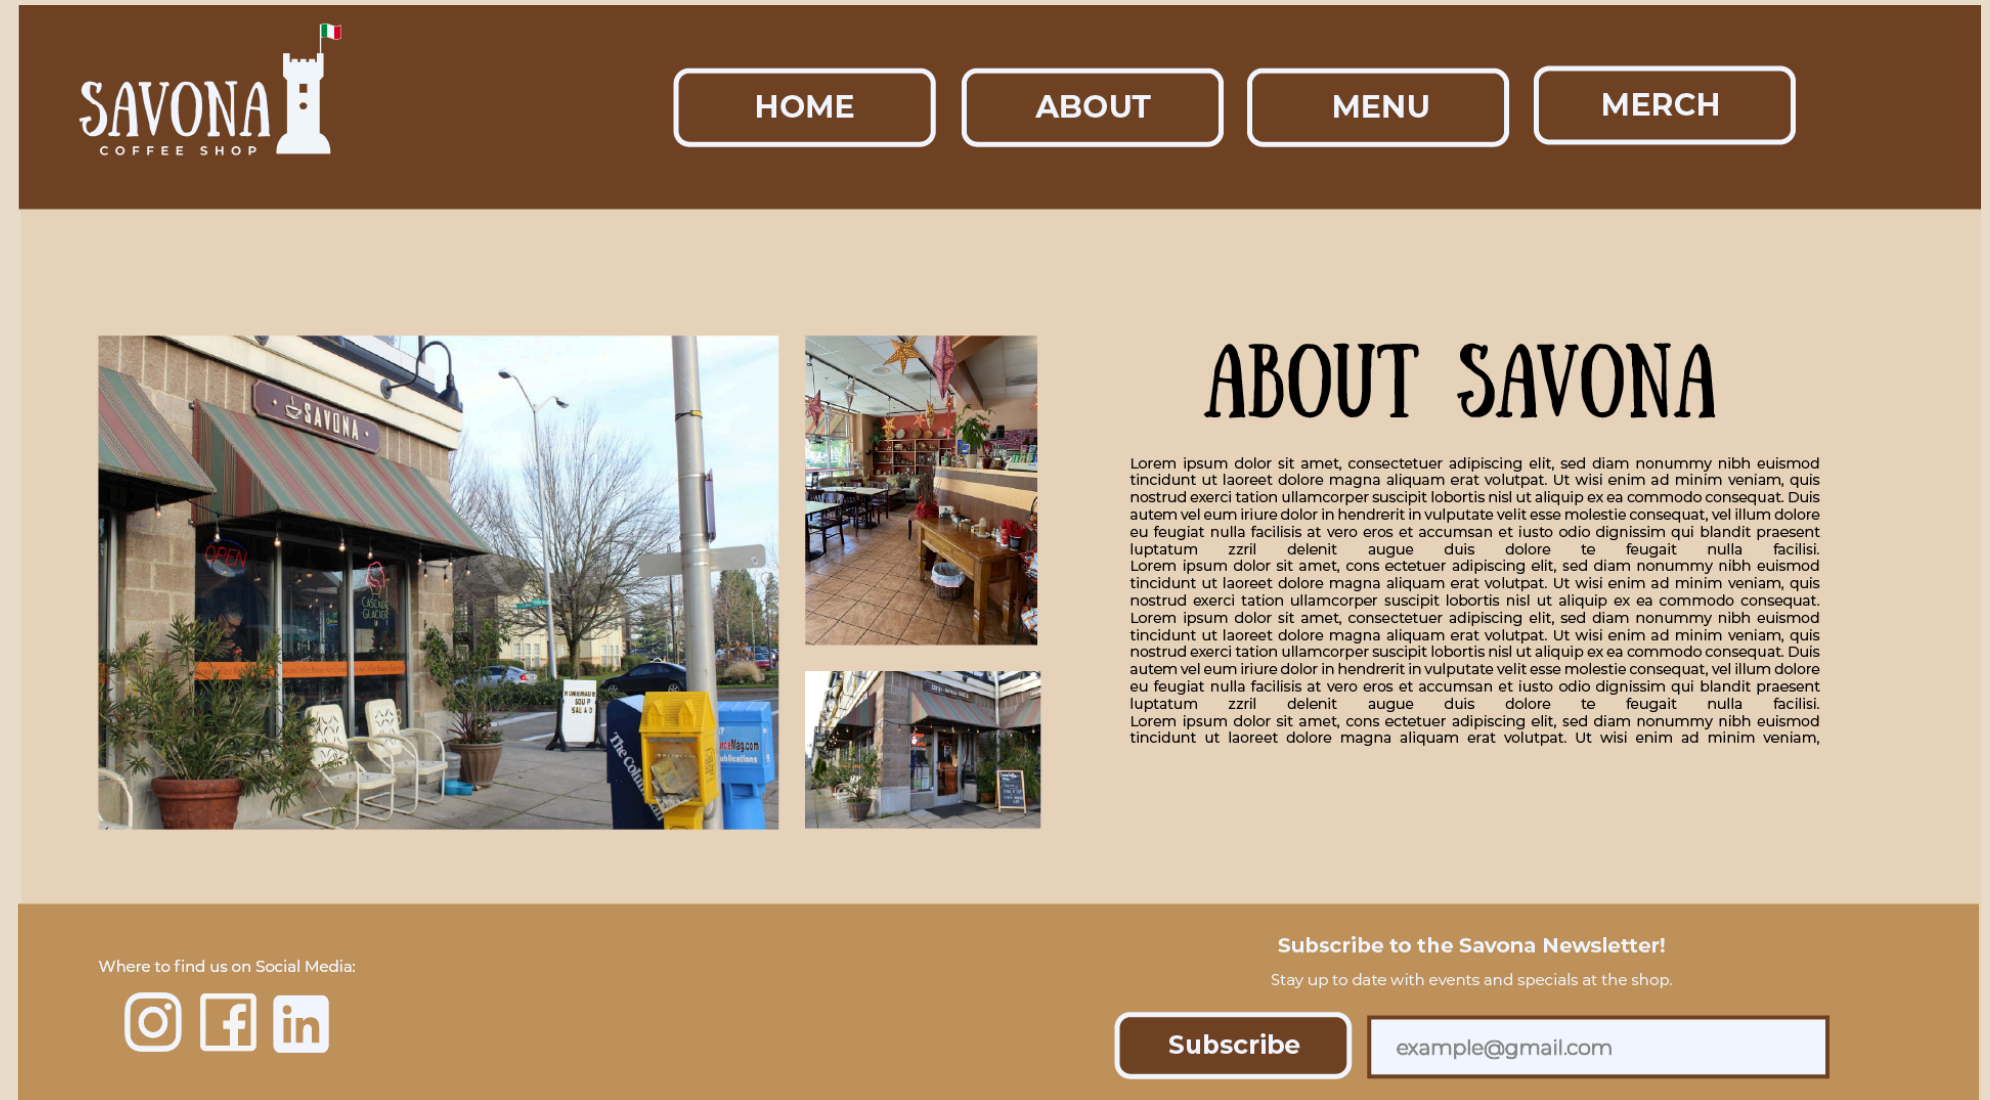 SAVONA
COFFEE SHOP
HOME
ABOUT
MENU
MERCH
SAVONA
OPEN
CASCADE
GLACIER
HOMEMADE
SOUP
SALAD
The Colum
Mag.com
ublications
ABOUT SAVONA
Lorem ipsum dolor sit amet, consectetuer adipiscing elit, sed diam nonummy nibh euismod
tincidunt ut laoreet dolore magna aliquam erat volutpat. Ut wisi enim ad minim veniam, quis
nostrud exerci tation ullamcorper suscipit lobortis nisl ut aliquip ex ea commodo consequat. Duis
autem vel eum iriure dolor in hendrerit in vulputate velit esse molestie consequat, vel illum dolore
eu feugiat nulla facilisis at vero eros et accumsan et iusto odio dignissim qui blandit praesent
luptatum zzril delenit augue duis dolore te feugait nulla facilisi.
Lorem ipsum dolor sit amet, cons ectetuer adipiscing elit, sed diam nonummy nibh euismod
tincidunt ut laoreet dolore magna aliquam erat volutpat. Ut wisi enim ad minim veniam, quis
nostrud exerci tation ullamcorper suscipit lobortis nisl ut aliquip ex ea commodo consequat.
Lorem ipsum dolor sit amet, consectetuer adipiscing elit, sed diam nonummy nibh euismod
tincidunt ut laoreet dolore magna aliquam erat volutpat. Ut wisi enim ad minim veniam, quis
nostrud exerci tation ullamcorper suscipit lobortis nisl ut aliquip ex ea commodo consequat. Duis
autem vel eum iriure dolor in hendrerit in vulputate velit esse molestie consequat, vel illum dolore
eu feugiat nulla facilisis at vero eros et accumsan et iusto odio dignissim qui blandit praesent
luptatum zzril delenit augue duis dolore te feugait nulla facilisi.
Lorem ipsum dolor sit amet, cons ectetuer adipiscing elit, sed diam nonummy nibh euismod
tincidunt ut laoreet dolore magna aliquam erat volutpat. Ut wisi enim ad minim veniam,
Where to find us on Social Media:
Subscribe to the Savona Newsletter!
Stay up to date with events and specials at the shop.
Subscribe
example@gmail.com